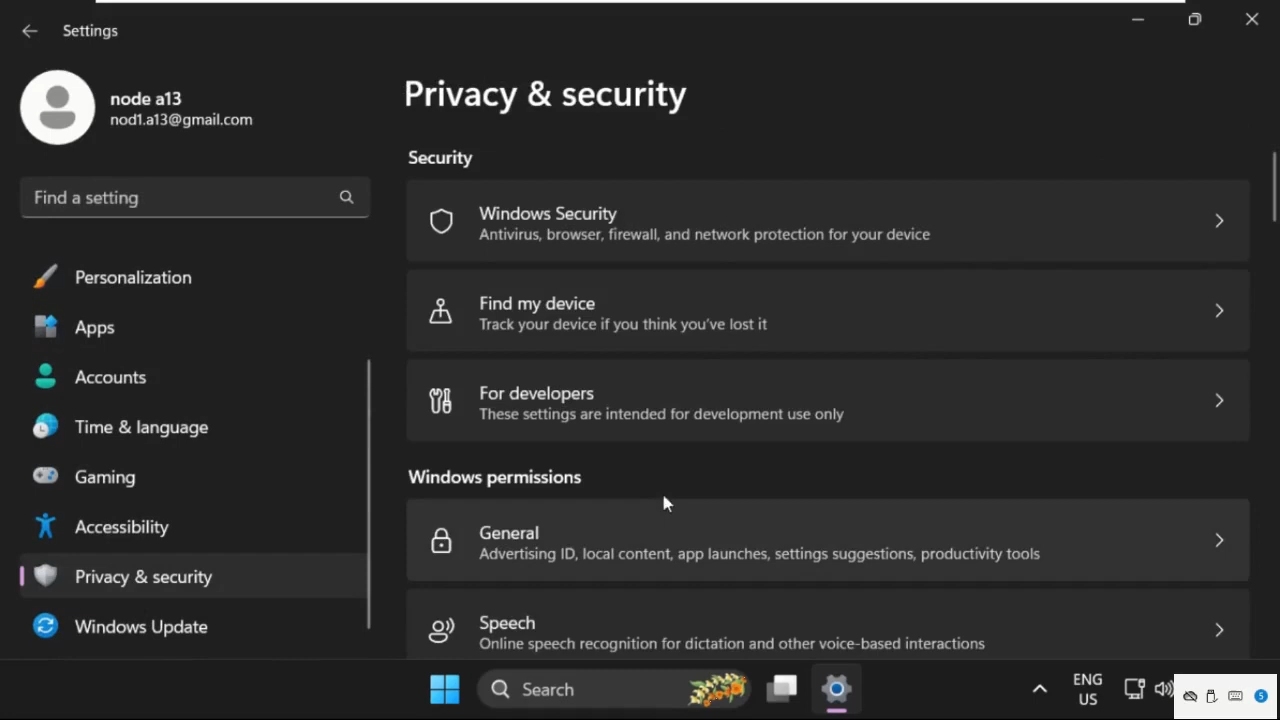 Settings
node a13
nod1.a13@gmail.com
Find a setting
Personalization
Apps
Accounts
Time & language
Gaming
Accessibility
Privacy & security
Windows Update
Privacy & security
Security
Windows Security
Antivirus, browser, firewall, and network protection for your device
Find my device
Track your device if you think you've lost it
For developers
These settings are intended for development use only
Windows permissions
General
Advertising ID, local content, app launches, settings suggestions, productivity tools
Speech
Online speech recognition for dictation and other voice-based interactions
Search
ENG
US
5